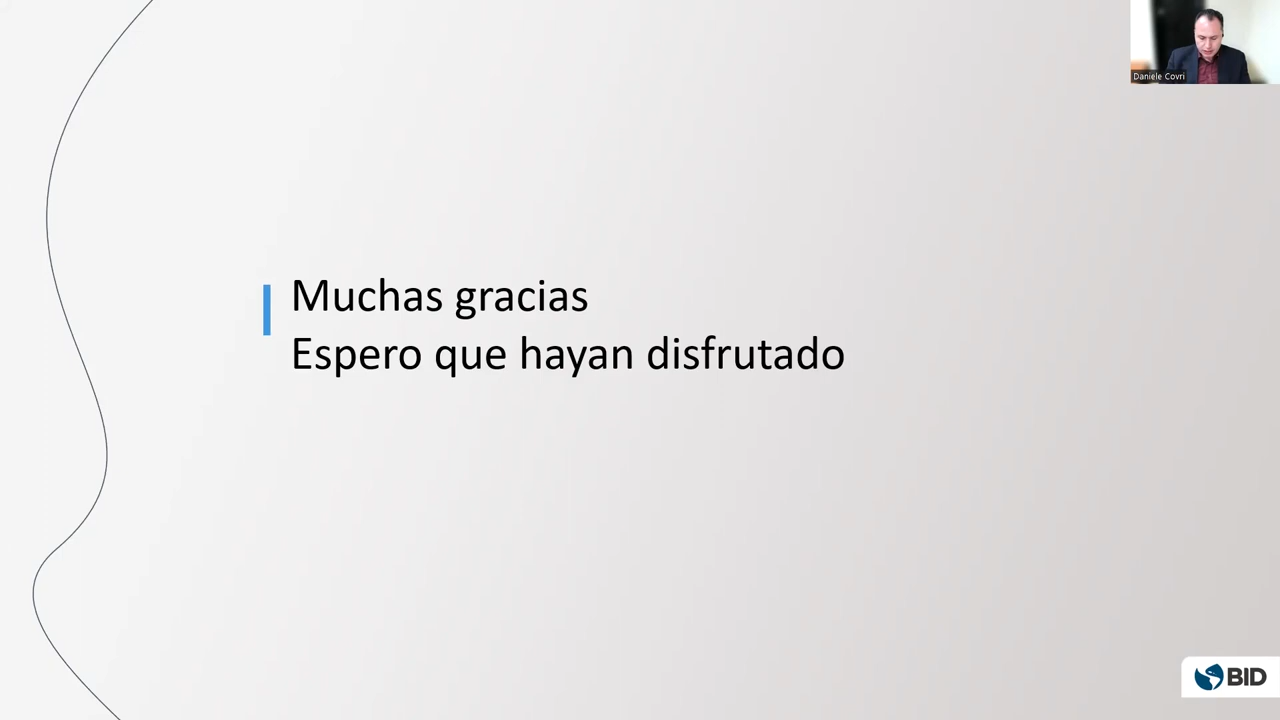 Daniele Covri
Muchas gracias
Espero que hayan disfrutado
BID